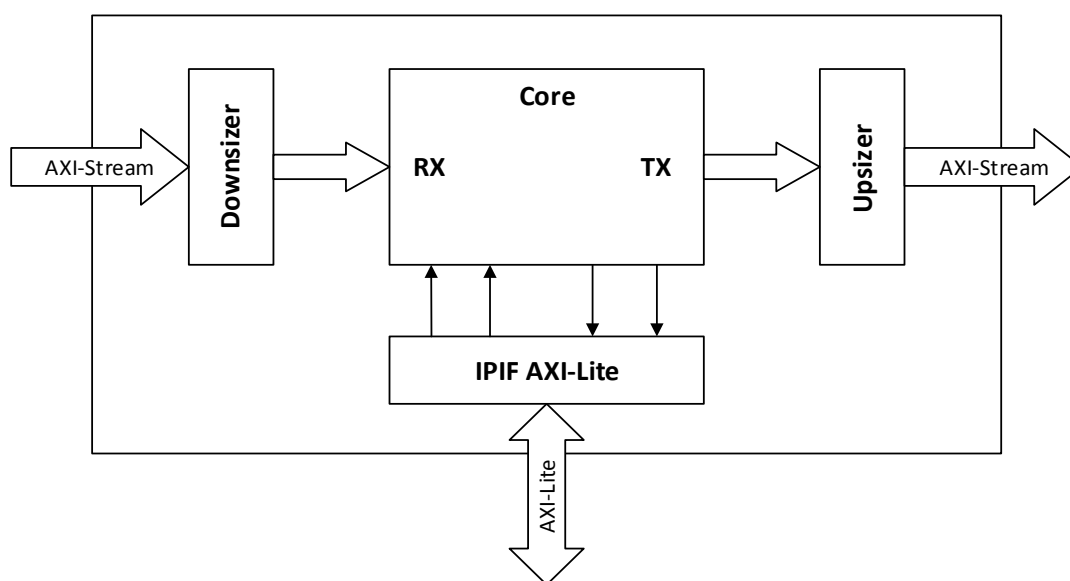 Core
AXI-Stream
Downsizer
RX
TX
Upsizer
AXI-Stream
IPIF AXI-Lite
AXI-Lite